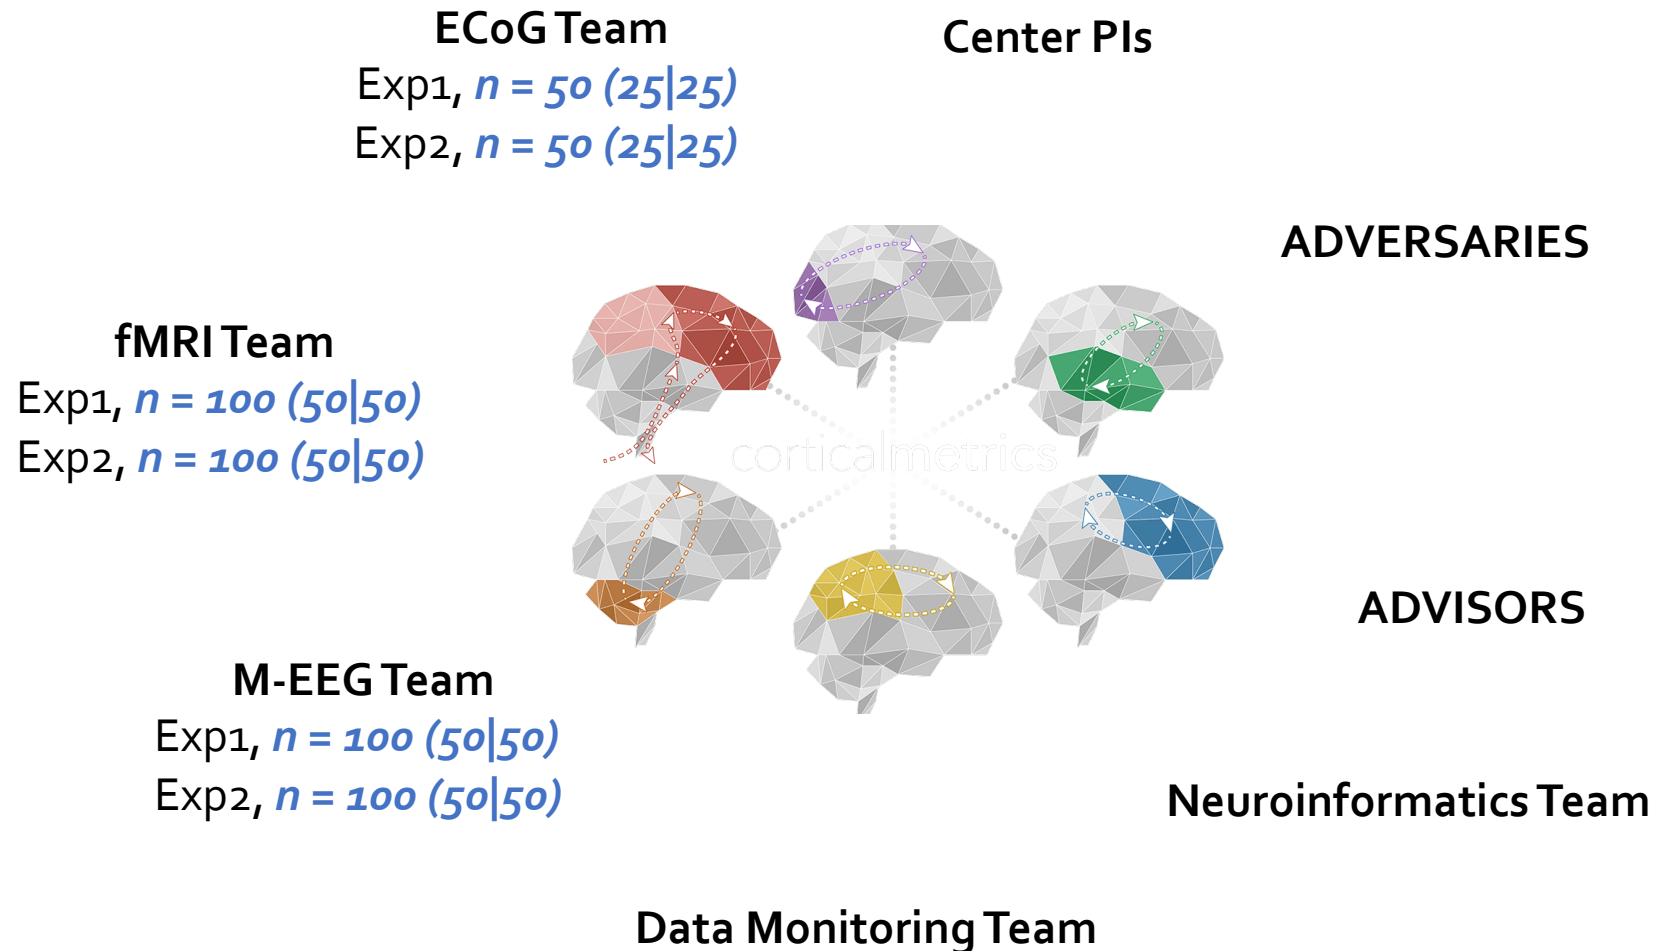 ECoG Team
Exp1, n = 50 (25|25)
Exp2, n = 50 (25|25)
Center PIs
ADVERSARIES
fMRI Team
Exp1, n = 100 (50|50)
Exp2, n = 100 (50|50)
corticalmetrics
ADVISORS
M-EEG Team
Exp1, n = 100 (50|50)
Exp2, n = 100 (50|50)
Neuroinformatics Team
Data Monitoring Team